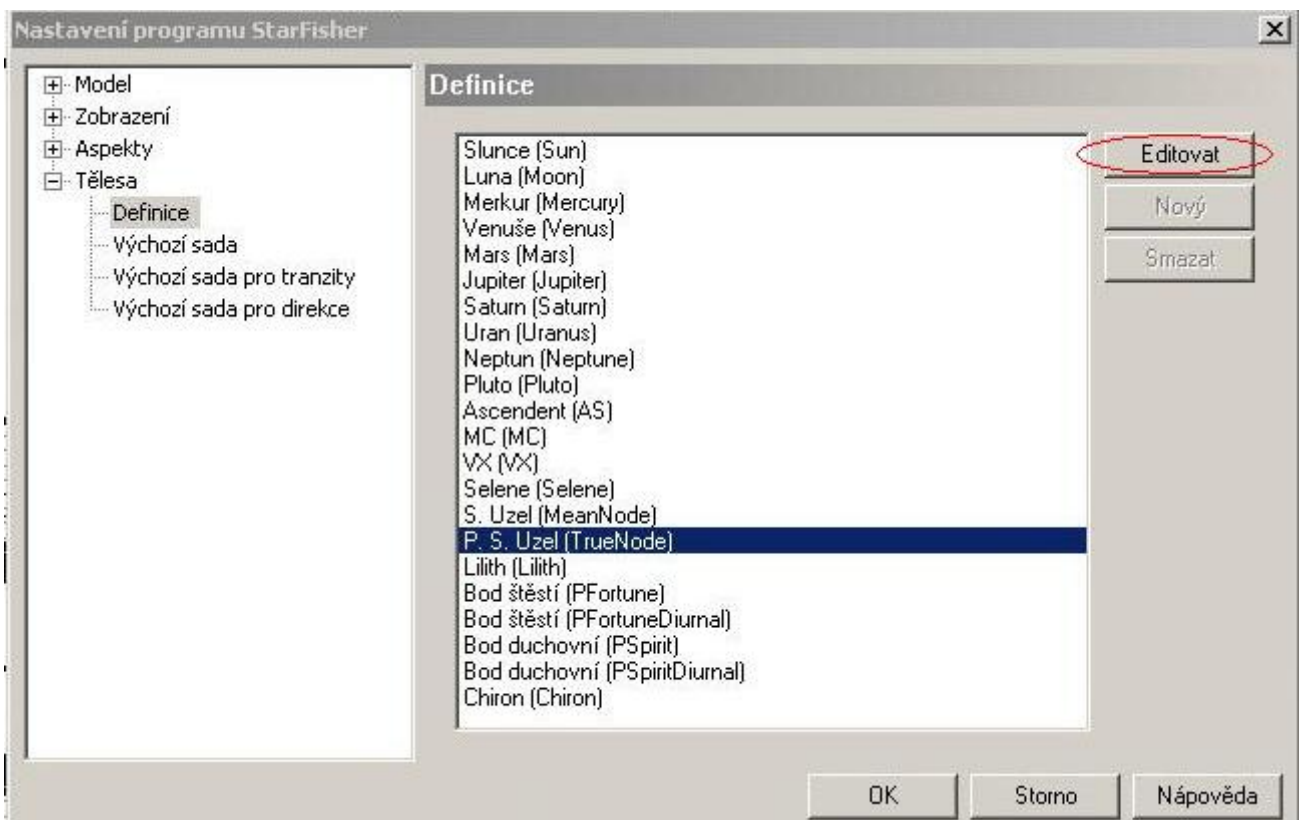 Nastavení programu StarFisher
Model
Zobrazení
Aspekty
Tělesa
Definice
Výchozí sada
Výchozí sada pro tranzity
Výchozí sada pro direkce
Definice
Slunce (Sun)
Luna (Moon)
Merkur (Mercury)
Venuše (Venus)
Mars (Mars)
Jupiter (Jupiter)
Saturn (Saturn)
Uran (Uranus)
Neptun (Neptune)
Pluto (Pluto)
Ascendent (AS)
MC (MC)
VX (VX)
Selene (Selene)
S. Uzel (MeanNode)
P. S. Uzel (TrueNode)
Lilith (Lilith)
Bod štěstí (PFortune)
Bod štěstí (PFortuneDiurnal)
Bod duchovní (PSpirit)
Bod duchovní (PSpiritDiurnal)
Chiron (Chiron)
Editovat
Nový
Smazat
OK
Storno
Nápověda